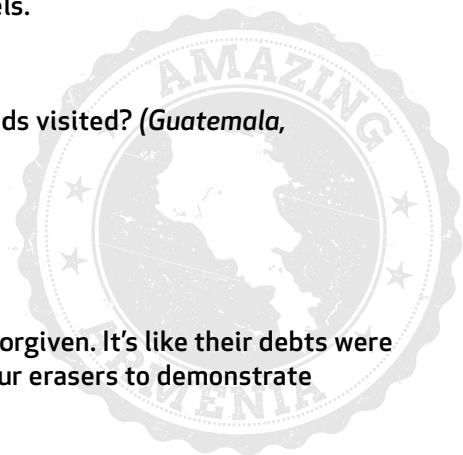 els.
AMAZING
ds visited? (Guatemala,
orgiven. It’s like their debts were
ur erasers to demonstrate
ARMENIA